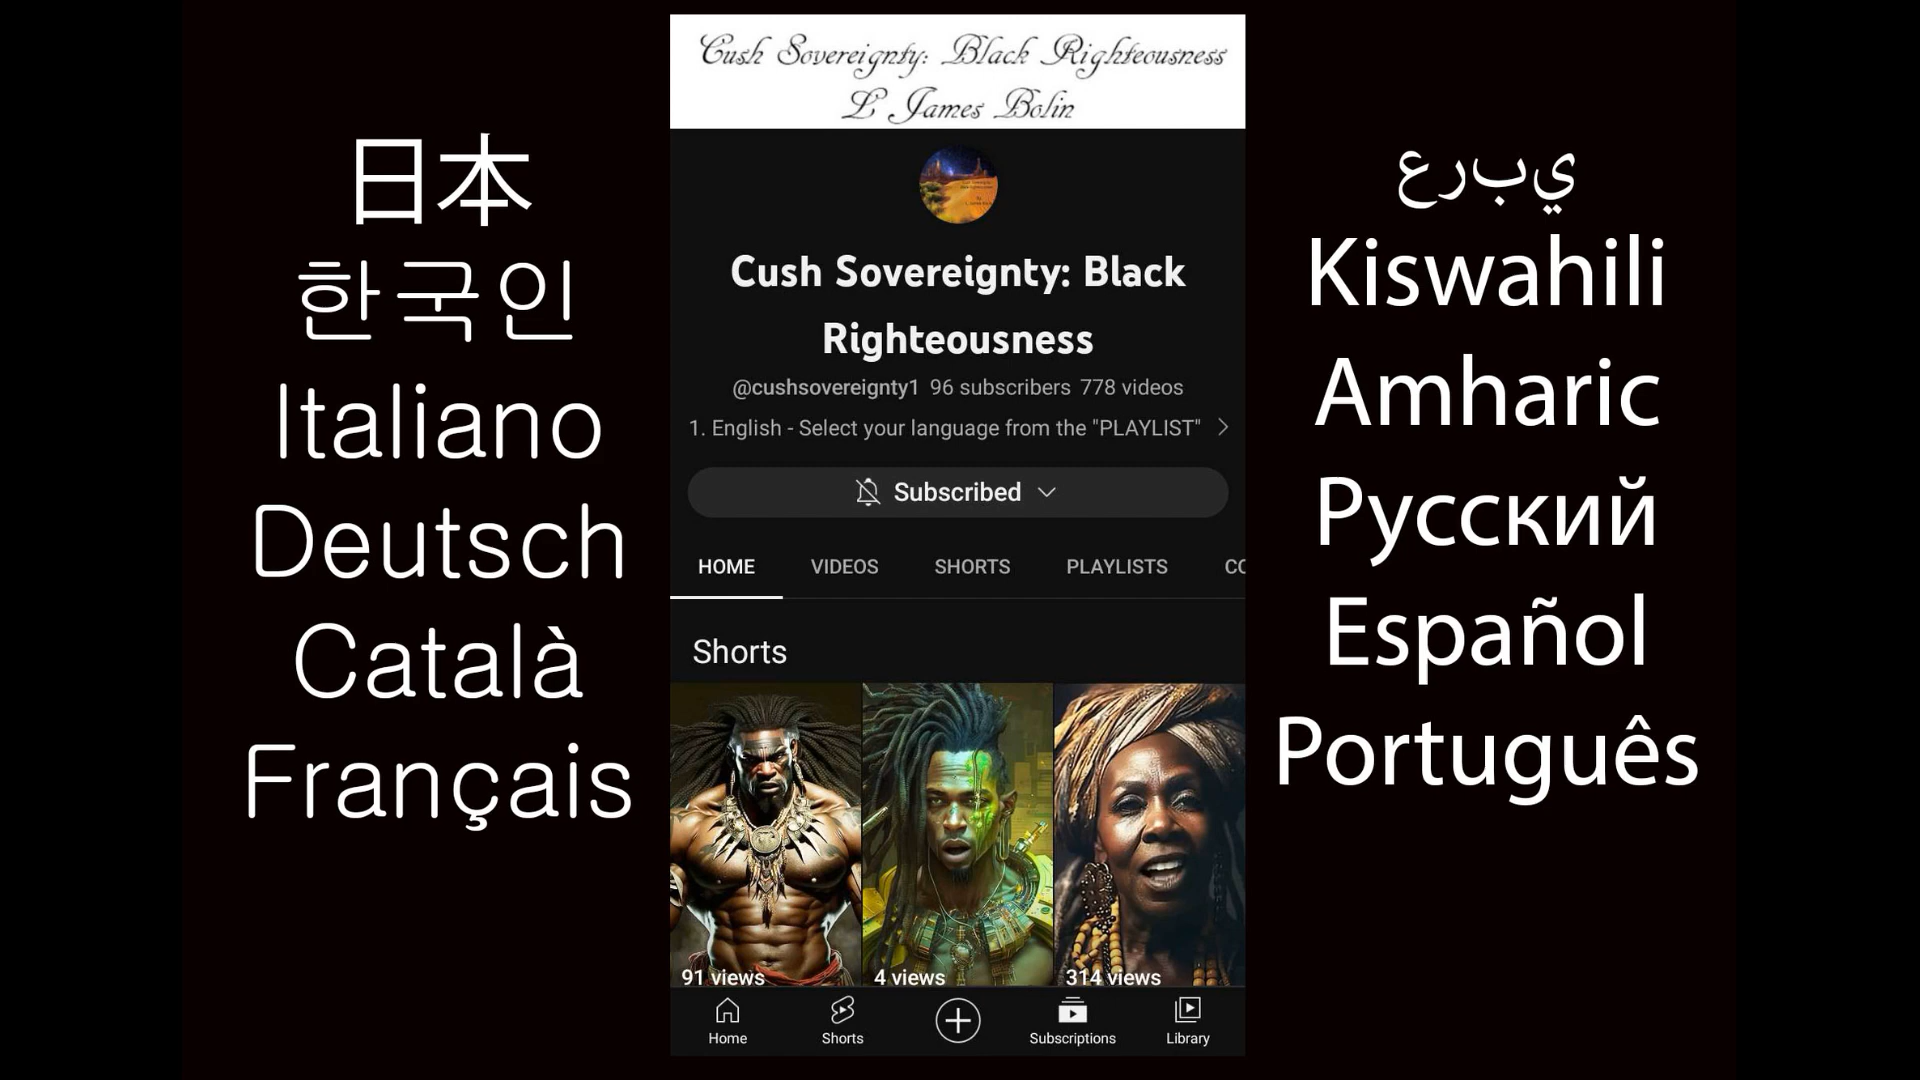 Cush Sovereignty: Black Righteousness
L James Bolin
日本
한국인
Italiano
Deutsch
Català
Français
Cush Sovereignty: Black
Righteousness
@cushsovereignty1 96 subscribers 778 videos
1. English - Select your language from the "PLAYLIST"
Subscribed
HOME VIDEOS SHORTS PLAYLISTS CO
Shorts
91 views 4 views 314 views
Home Shorts Subscriptions Library
ي ب ر ع
Kiswahili
Amharic
Русский
Español
Português